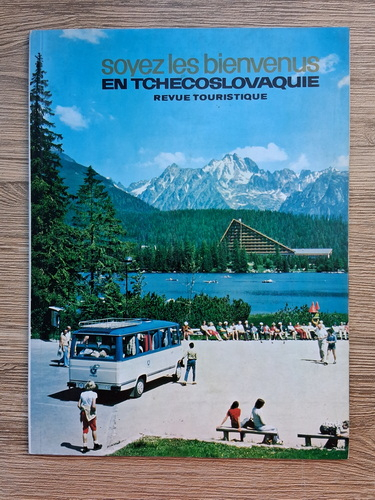 soyez les bienvenus
EN TCHECOSLOVAQUIE
REVUE TOURISTIQUE